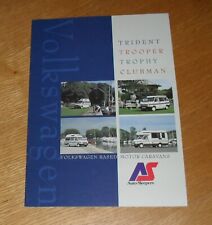 Volkswagen
TRIDENT
TROOPER
TROPHY
CLUBMAN
VOLKSWAGEN BASED MOTOR CARAVANS
AS
Auto-Sleepers